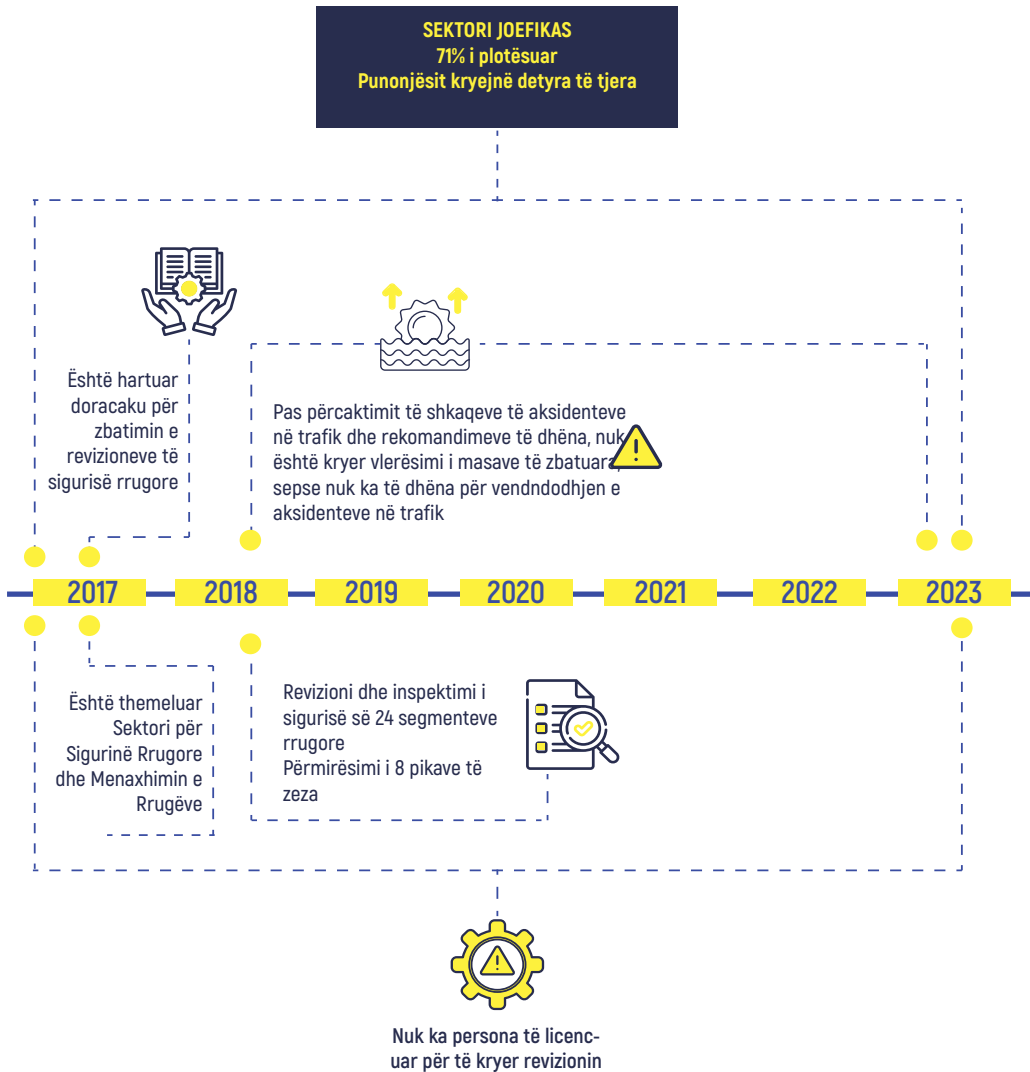 SEKTORI JOEFIKAS
71% i plotësuar
Punonjësit kryejnë detyra të tjera
Është hartuar
doracaku për
zbatimin e
revizioneve të
sigurisë rrugore
Pas përcaktimit të shkaqeve të aksidenteve
në trafik dhe rekomandimeve të dhëna, nuk
është kryer vlerësimi i masave të zbatuara,
sepse nuk ka të dhëna për vendndodhjen e
aksidenteve në trafik
2017 2018 2019 2020 2021 2022 2023
Është themeluar
Sektori për
Sigurinë Rrugore
dhe Menaxhimin e
Rrugëve
Revizioni dhe inspektimi i
sigurisë së 24 segmenteve
rrugore
Përmirësimi i 8 pikave të
zeza
Nuk ka persona të licenc-
uar për të kryer revizionin